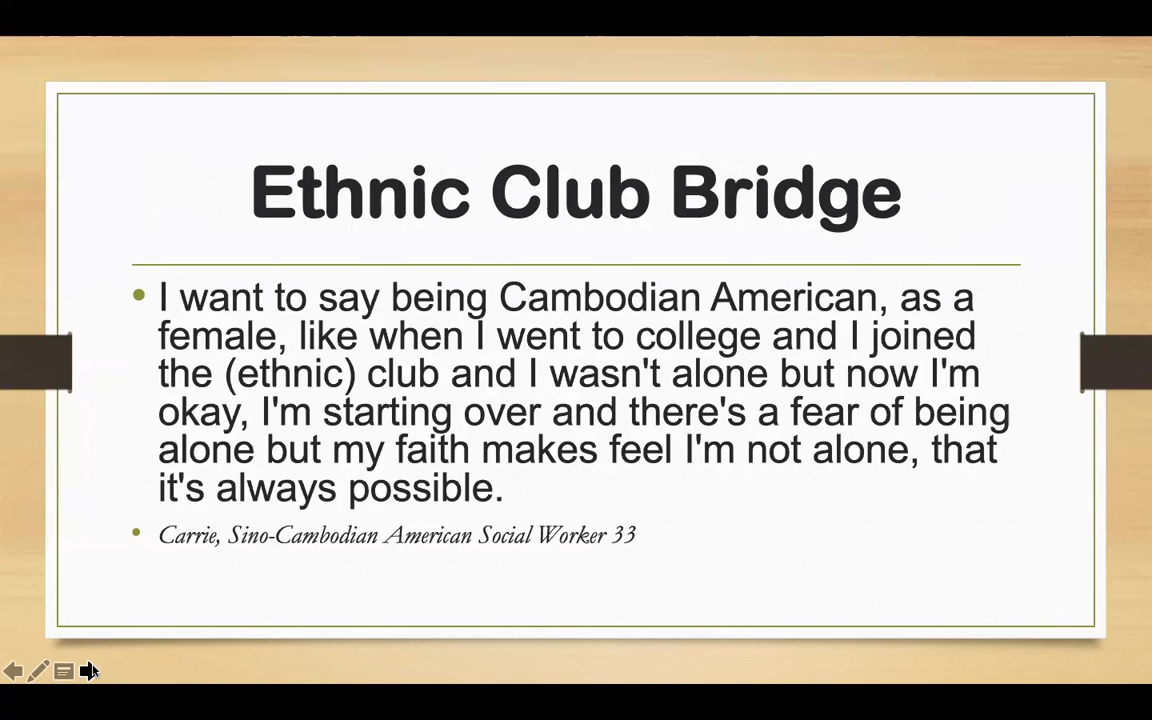 Ethnic Club Bridge
• I want to say being Cambodian American, as a
female, like when I went to college and I joined
the (ethnic) club and I wasn't alone but now I'm
okay, I'm starting over and there's a fear of being
alone but my faith makes feel I'm not alone, that
it's always possible.
• Carrie, Sino-Cambodian American Social Worker 33